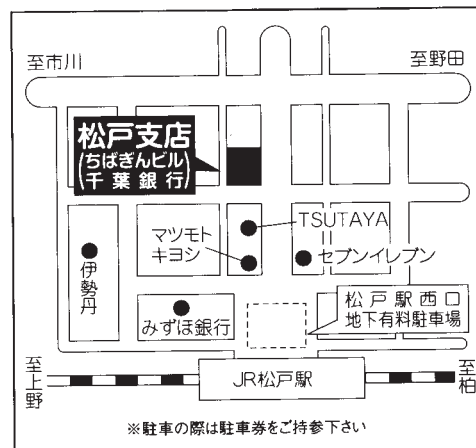 至市川
至野田
松戸支店
(ちばぎんビル)
(千葉銀行)
TSUTAYA
マツモト
キヨシ
セブンイレブン
伊勢丹
みずほ銀行
松戸駅西口
地下有料駐車場
至上野
JR松戸駅
至柏
※駐車の際は駐車券をご持参下さい